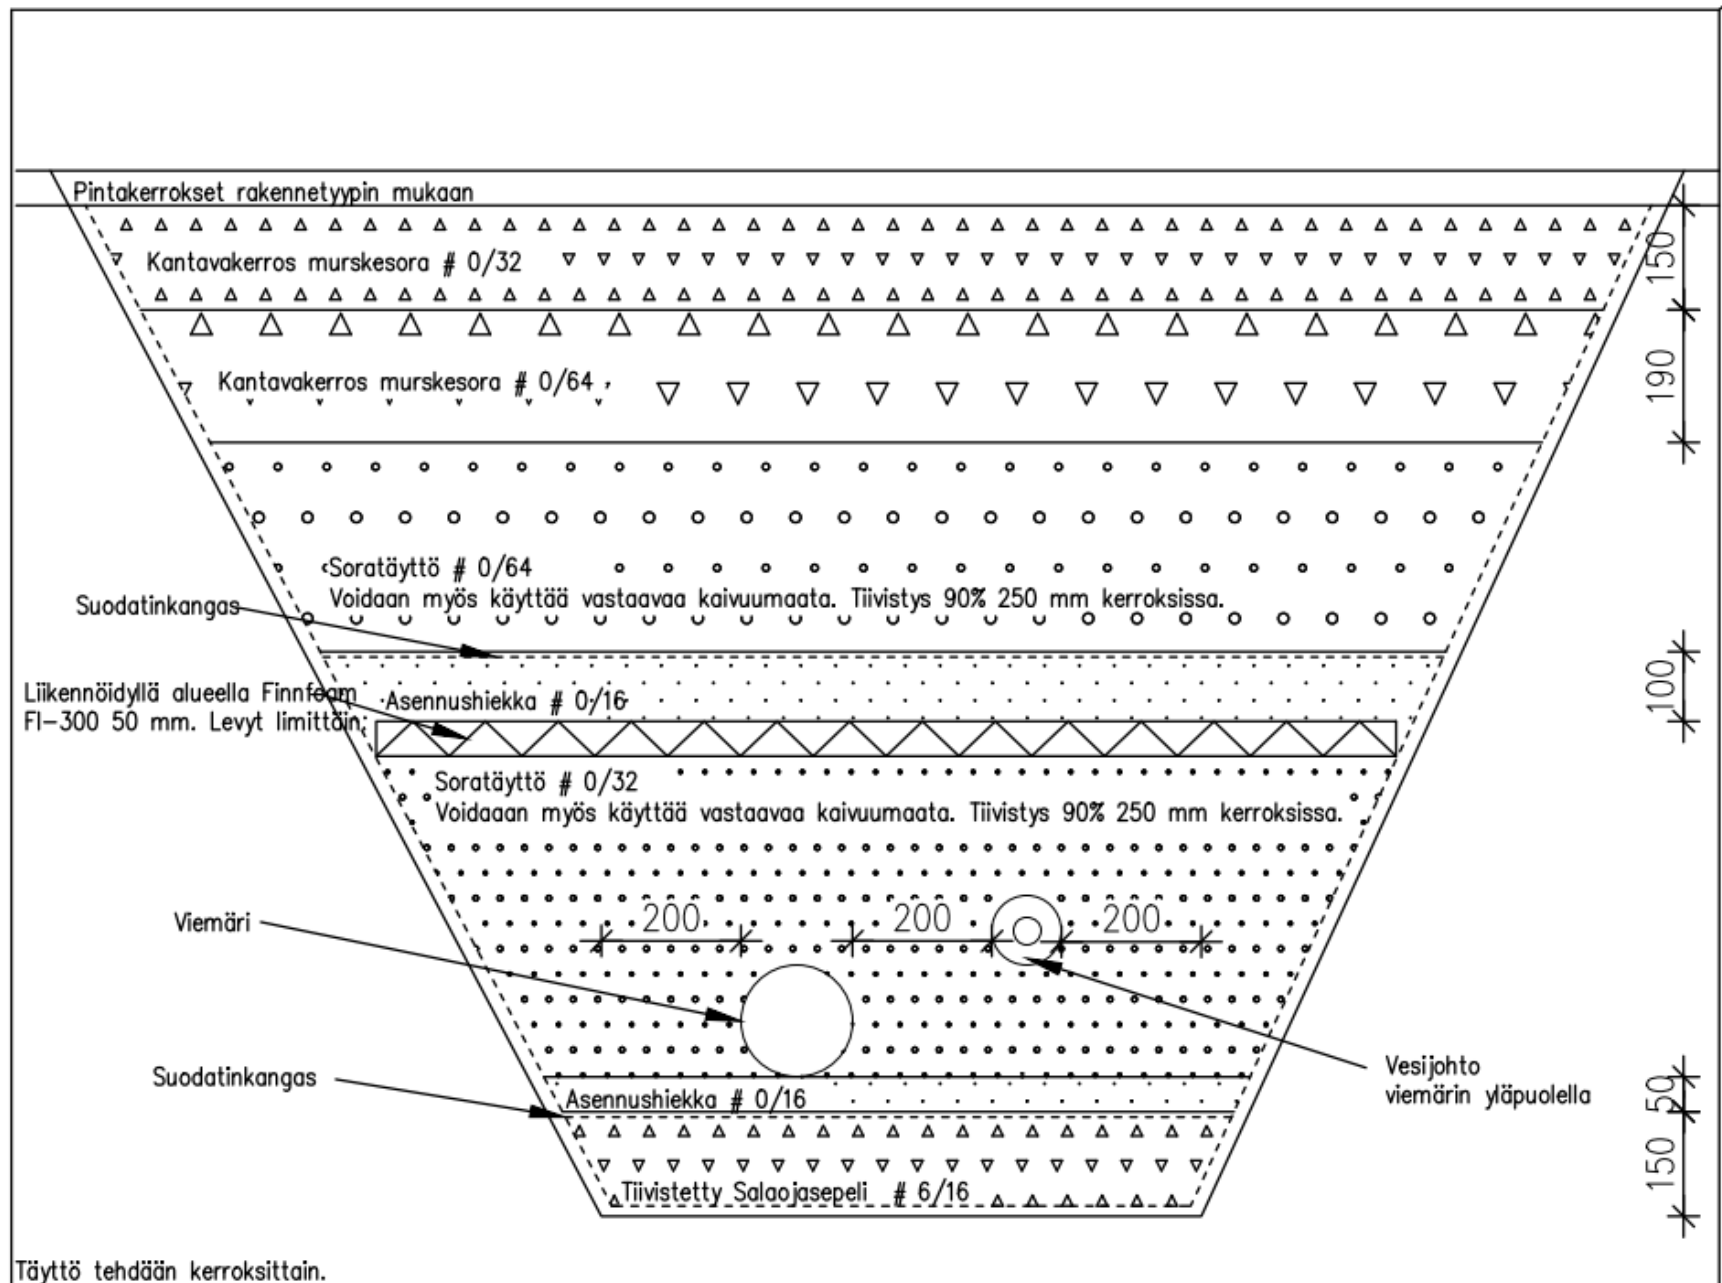 Pintakerrokset rakennetyypin mukaan
Kantavakerros murskesora # 0/32
150
Kantavakerros murskesora # 0/64
190
Soratäyttö # 0/64
Voidaan myös käyttää vastaavaa kaivuumaata. Tiivistys 90% 250 mm kerroksissa.
Suodatinkangas
Liikennöidyllä alueella Finnfoam
FI-300 50 mm. Levyt limittäin.
Asennushiekka # 0/16
100
Soratäyttö # 0/32
Voidaaan myös käyttää vastaavaa kaivuumaata. Tiivistys 90% 250 mm kerroksissa.
Viemäri
200
200
200
Suodatinkangas
Vesijohto
viemärin yläpuolella
Asennushiekka # 0/16
50
Tiivistetty Salaojasepeli # 6/16
150
Täyttö tehdään kerroksittain.